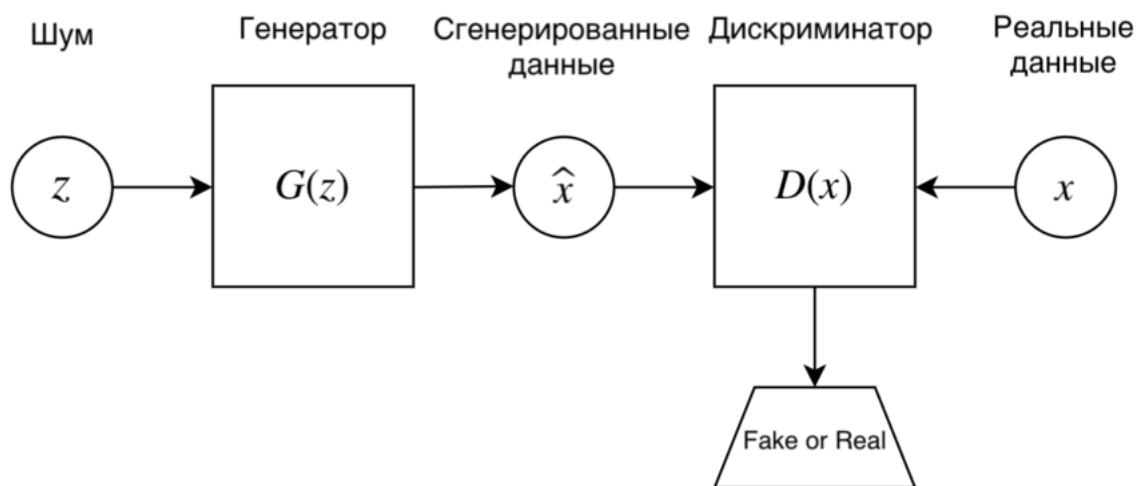 Шум
Генератор
Сгенерированные
данные
Дискриминатор
Реальные
данные
z
G(z)
x̂
D(x)
x
Fake or Real